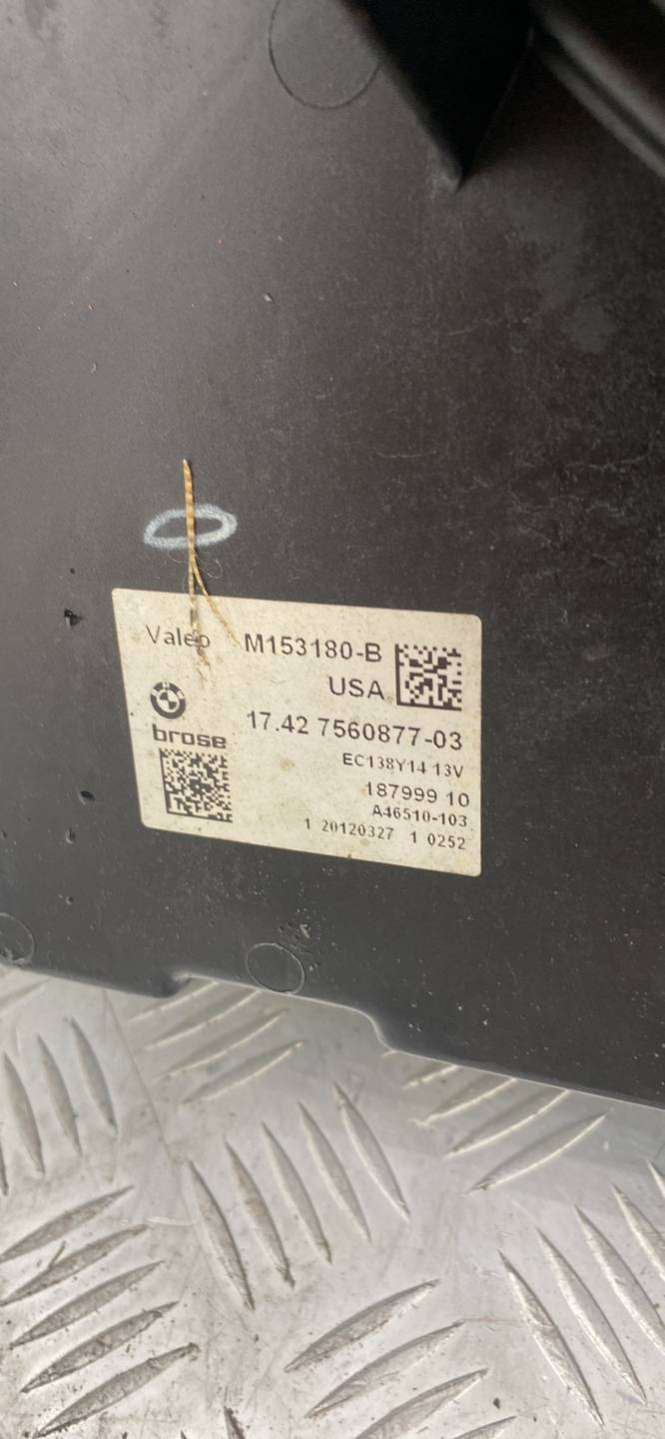 Valeo M153180-B
USA
brose 17.42 7560877-03
EC138Y14 13V
187999 10
A46510-103
1 20120327 1 0252